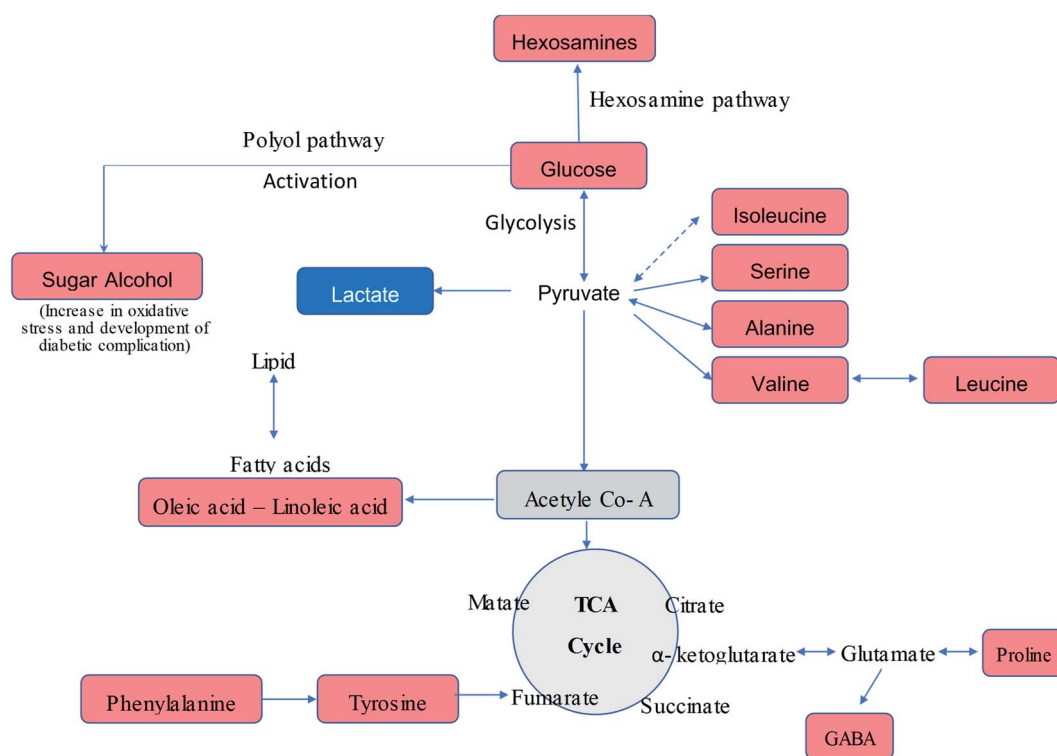 Hexosamines
Hexosamine pathway
Polyol pathway
Activation
Glucose
Glycolysis
Isoleucine
Sugar Alcohol
(Increase in oxidative
stress and development of
diabetic complication)
Lactate
Pyruvate
Serine
Alanine
Valine
Leucine
Lipid
Fatty acids
Oleic acid – Linoleic acid
Acetyle Co- A
Matate
TCA
Cycle
Citrate
α- ketoglutarate
Glutamate
Proline
Phenylalanine
Tyrosine
Fumarate
Succinate
GABA